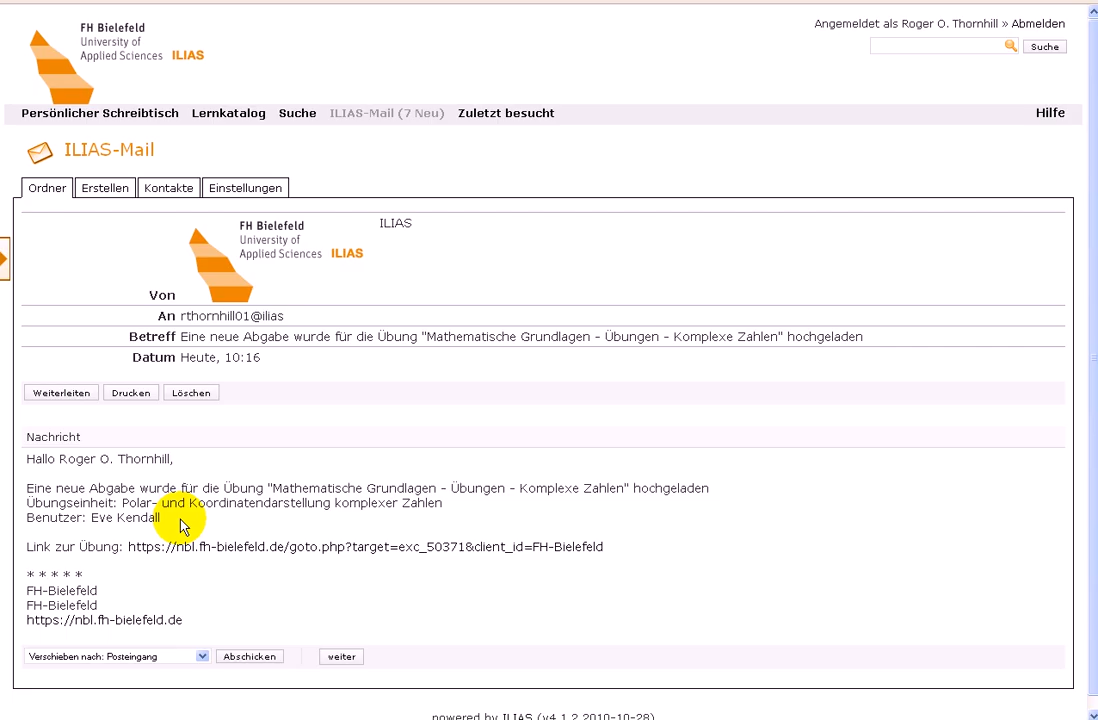 FH Bielefeld
University of
Applied Sciences ILIAS
Angemeldet als Roger O. Thornhill » Abmelden
Suche
Persönlicher Schreibtisch Lernkatalog Suche ILIAS-Mail (7 Neu) Zuletzt besucht Hilfe
ILIAS-Mail
Ordner Erstellen Kontakte Einstellungen
FH Bielefeld
University of
Applied Sciences ILIAS
ILIAS
Von
An rthornhill01@ilias
Betreff Eine neue Abgabe wurde für die Übung "Mathematische Grundlagen - Übungen - Komplexe Zahlen" hochgeladen
Datum Heute, 10:16
Weiterleiten Drucken Löschen
Nachricht
Hallo Roger O. Thornhill,
Eine neue Abgabe wurde für die Übung "Mathematische Grundlagen - Übungen - Komplexe Zahlen" hochgeladen
Übungseinheit: Polar- und Koordinatendarstellung komplexer Zahlen
Benutzer: Eve Kendall
Link zur Übung: https://nbl.fh-bielefeld.de/goto.php?target=exc_50371&client_id=FH-Bielefeld
* * * * *
FH-Bielefeld
FH-Bielefeld
https://nbl.fh-bielefeld.de
Verschieben nach: Posteingang Abschicken weiter
powered by ILIAS (v4.1.2 2010-10-28)